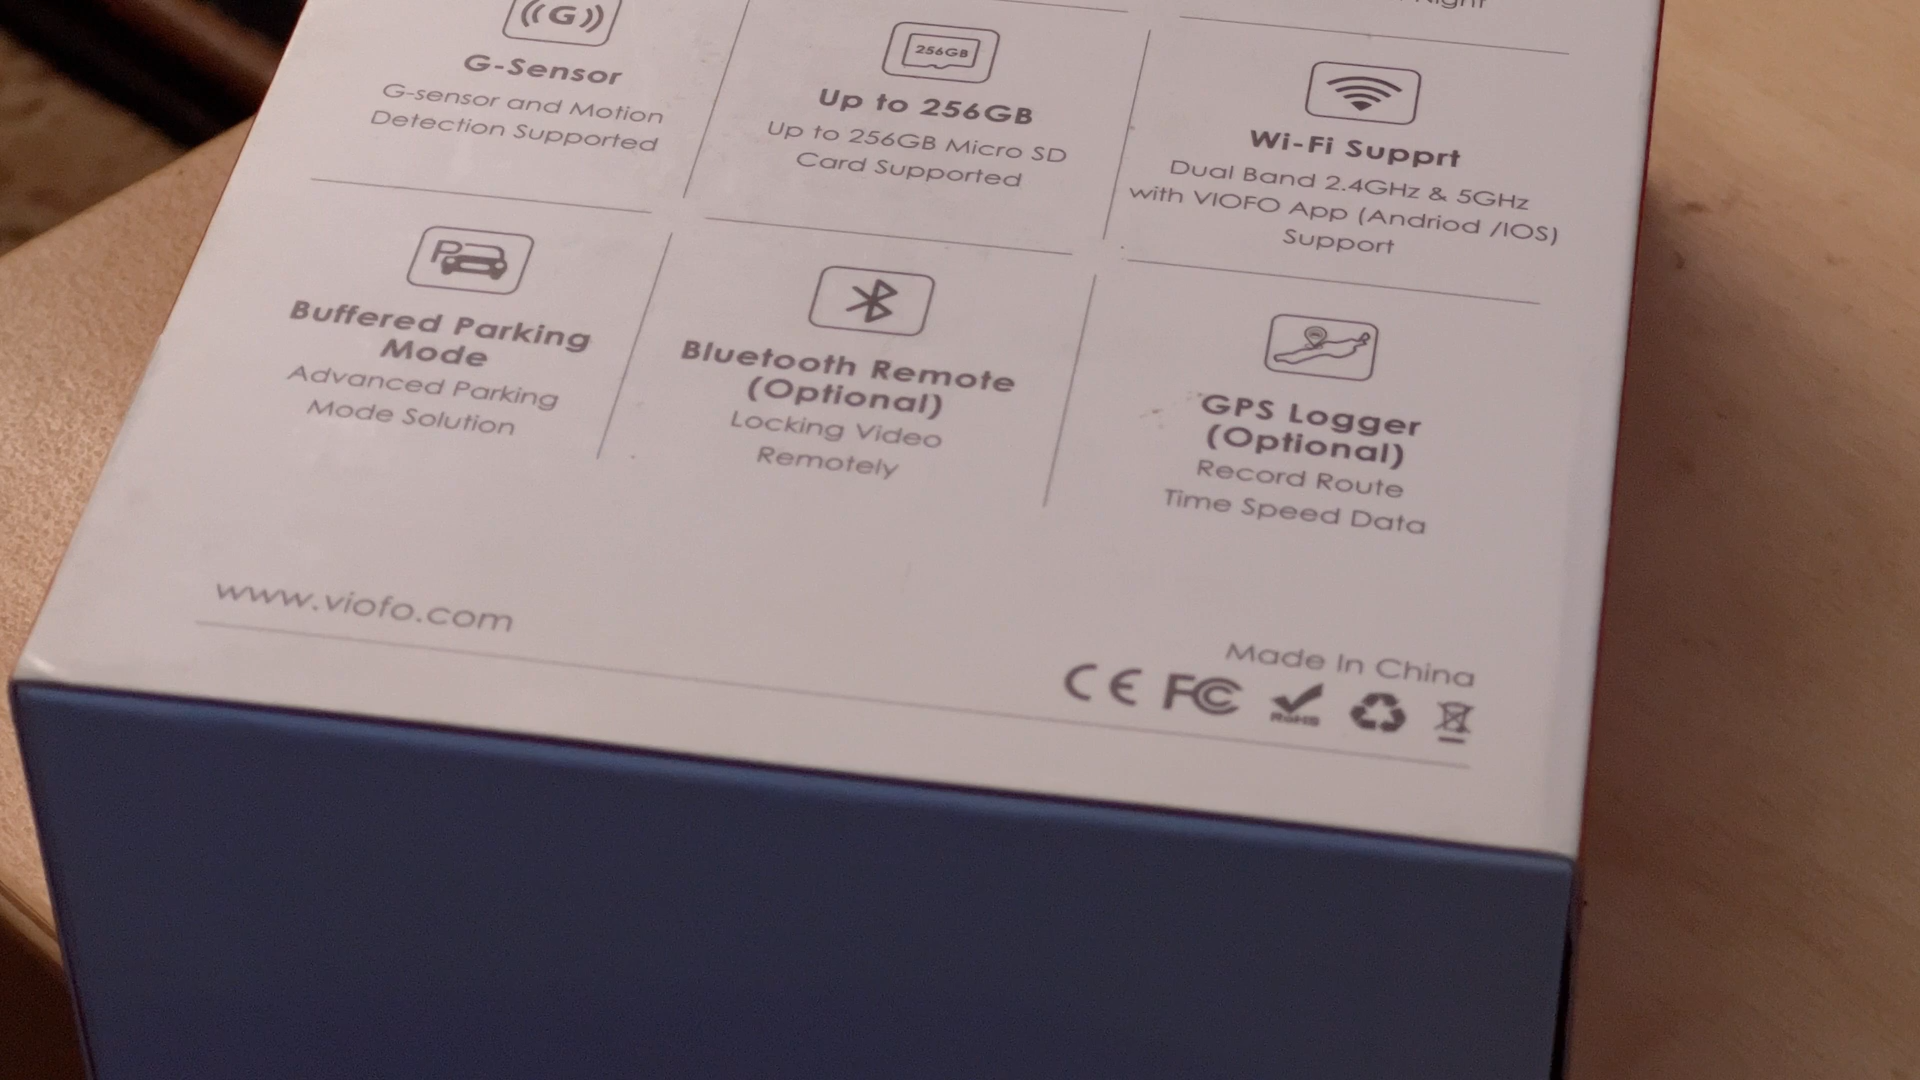 ((G))
G-Sensor
G-sensor and Motion
Detection Supported
256GB
Up to 256GB
Up to 256GB Micro SD
Card Supported
Wi-Fi Supprt
Dual Band 2.4GHz & 5GHz
with VIOFO App (Andriod /IOS)
Support
P
Buffered Parking
Mode
Advanced Parking
Mode Solution
Bluetooth Remote
(Optional)
Locking Video
Remotely
GPS Logger
(Optional)
Record Route
Time Speed Data
www.viofo.com
Made In China
CE FC RoHS